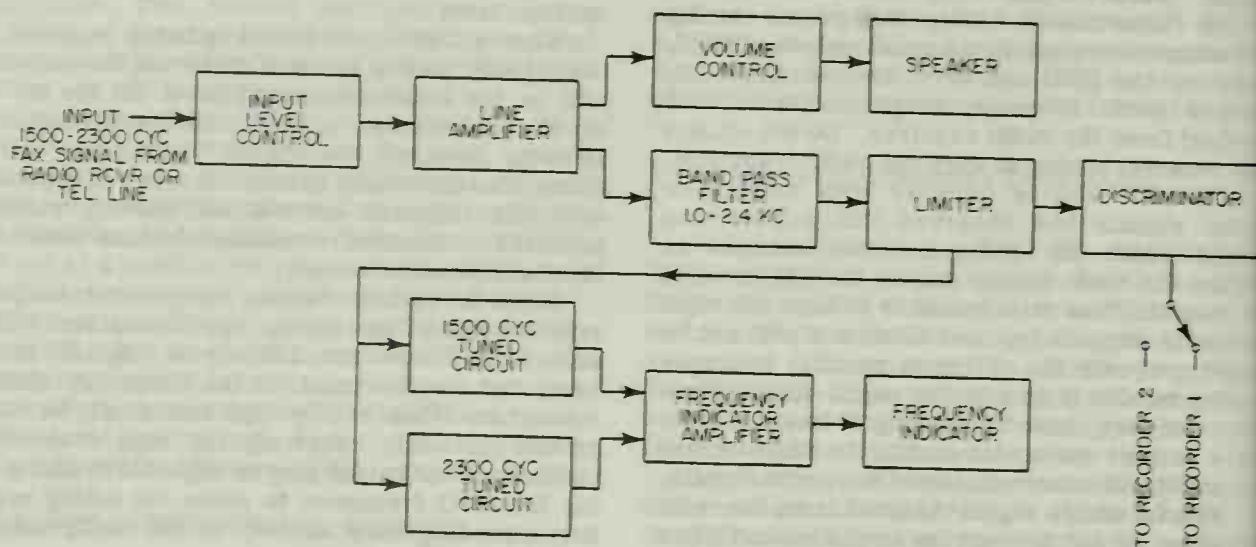 INPUT
1500-2300 CYC
FAX SIGNAL FROM
RADIO RCVR OR
TEL. LINE
INPUT
LEVEL
CONTROL
LINE
AMPLIFIER
VOLUME
CONTROL
SPEAKER
BAND PASS
FILTER
1.0-2.4 KC
LIMITER
DISCRIMINATOR
1500 CYC
TUNED
CIRCUIT
2300 CYC
TUNED
CIRCUIT
FREQUENCY
INDICATOR
AMPLIFIER
FREQUENCY
INDICATOR
TO RECORDER 2
TO RECORDER 1